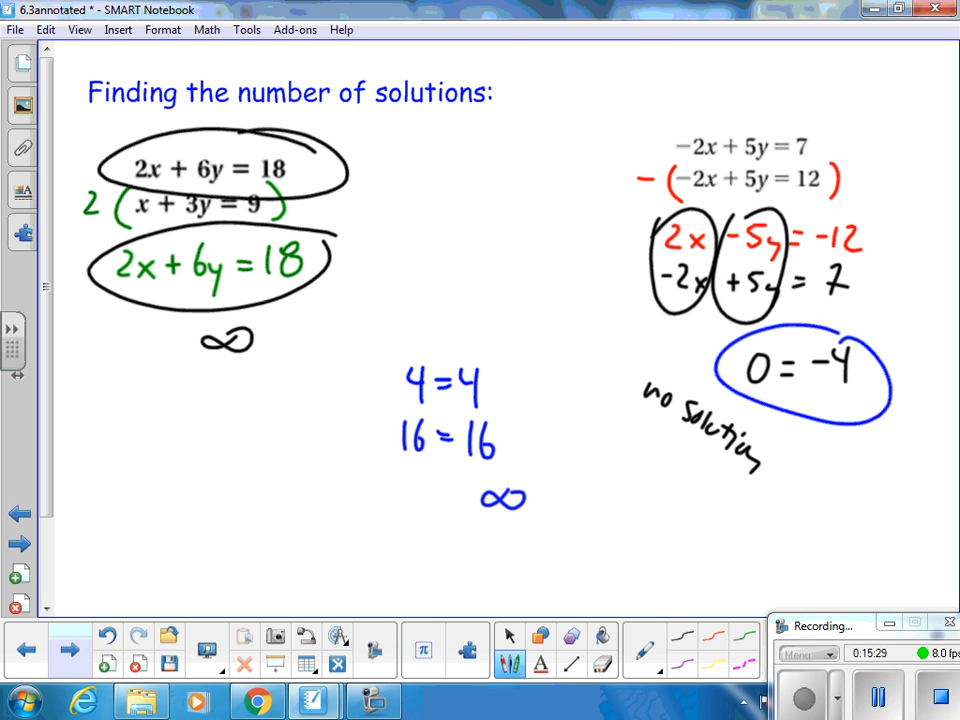 6.3annotated * - SMART Notebook
File Edit View Insert Format Math Tools Add-ons Help
Finding the number of solutions:
2x + 6y = 18
2 ( x + 3y = 9 )
2x + 6y = 18
∞
4 = 4
16 = 16
∞
−2x + 5y = 7
- ( −2x + 5y = 12 )
2x - 5y = -12
-2x + 5y = 7
0 = -4
no solution
Recording...
Menu
0:15:29
8.0 fps